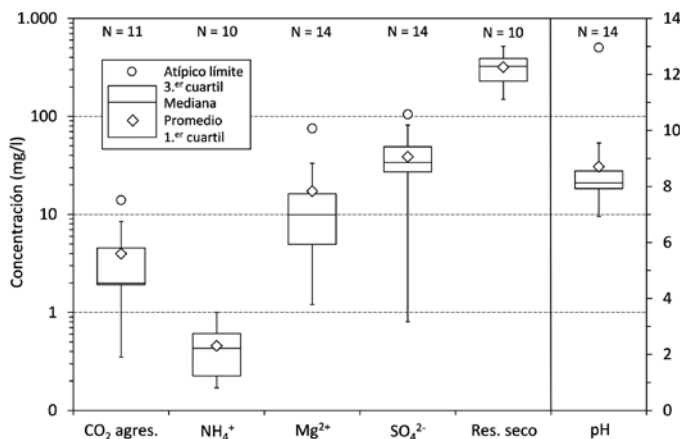 1.000
100
10
1
0
Concentración (mg/l)
N = 11 N = 10 N = 14 N = 14 N = 10 N = 14
Atípico límite
3.er cuartil
Mediana
Promedio
1.er cuartil
14
12
10
8
6
4
2
0
CO₂ agres. NH₄⁺ Mg²⁺ SO₄²⁻ Res. seco pH